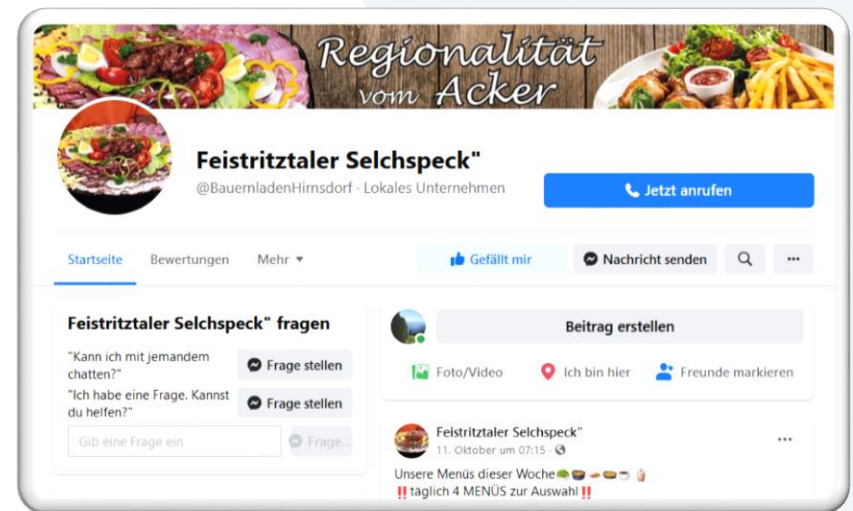 Regionalität
vom Acker
Feistritztaler Selchspeck"
@BauernladenHirnsdorf · Lokales Unternehmen
Jetzt anrufen
Startseite Bewertungen Mehr
Gefällt mir Nachricht senden
Feistritztaler Selchspeck" fragen
"Kann ich mit jemandem
chatten?"
Frage stellen
"Ich habe eine Frage. Kannst
du helfen?"
Frage stellen
Gib eine Frage ein Frage...
Beitrag erstellen
Foto/Video Ich bin hier Freunde markieren
Feistritztaler Selchspeck"
11. Oktober um 07:15 ·
Unsere Menüs dieser Woche
‼️täglich 4 MENÜS zur Auswahl‼️